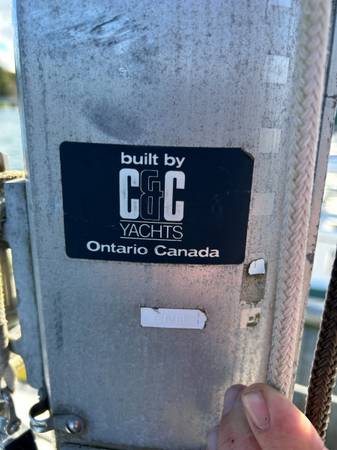 built by
C&C
YACHTS
Ontario Canada